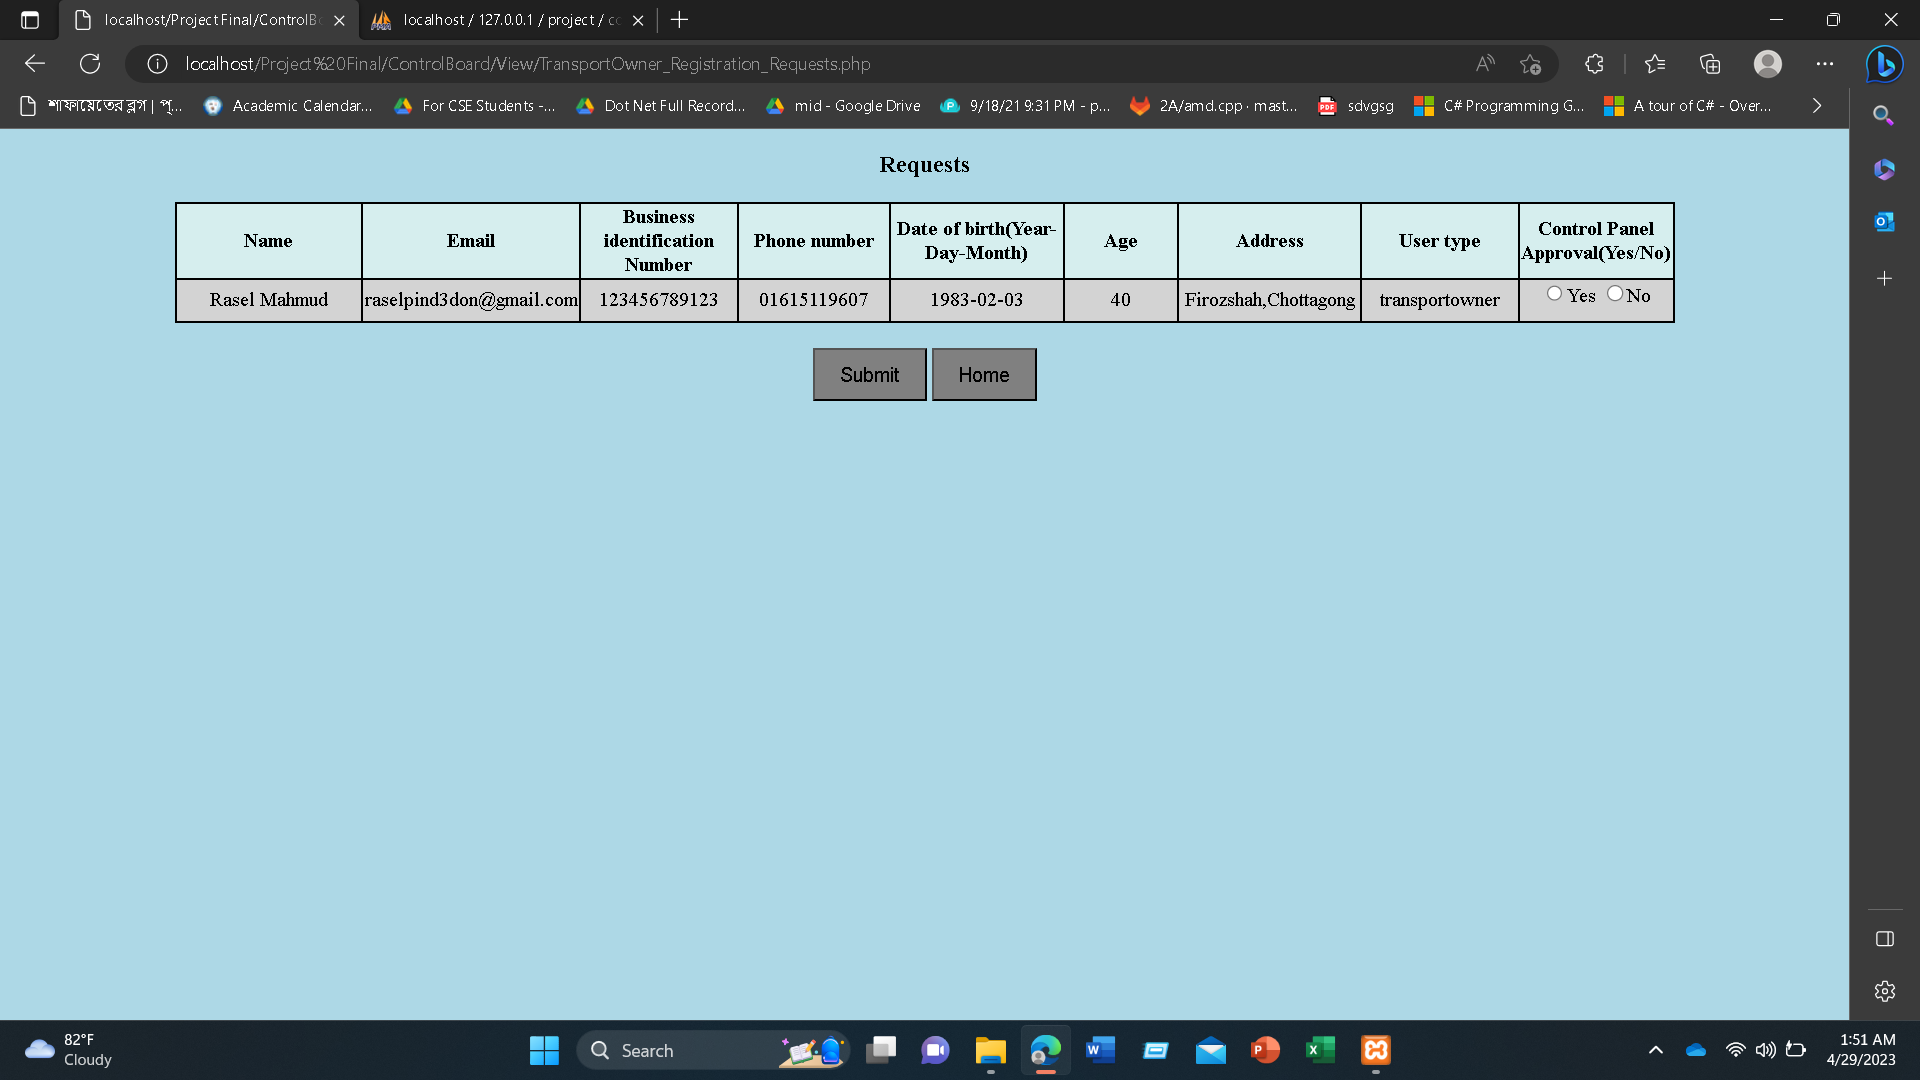 localhost/Project Final/ControlB
localhost / 127.0.0.1 / project / co
localhost/Project%20Final/ControlBoard/View/TransportOwner_Registration_Requests.php
শাফায়েতের ব্লগ | পৃ...
Academic Calendar...
For CSE Students -...
Dot Net Full Record...
mid - Google Drive
9/18/21 9:31 PM - p...
2A/amd.cpp · mast...
sdvgsg
C# Programming G...
A tour of C# - Over...
Requests
Name Email Business identification Number Phone number Date of birth(Year-Day-Month) Age Address User type Control Panel Approval(Yes/No)
Rasel Mahmud raselpind3don@gmail.com 123456789123 01615119607 1983-02-03 40 Firozshah,Chottagong transportowner Yes No
Submit Home
82°F
Cloudy
Search
1:51 AM
4/29/2023